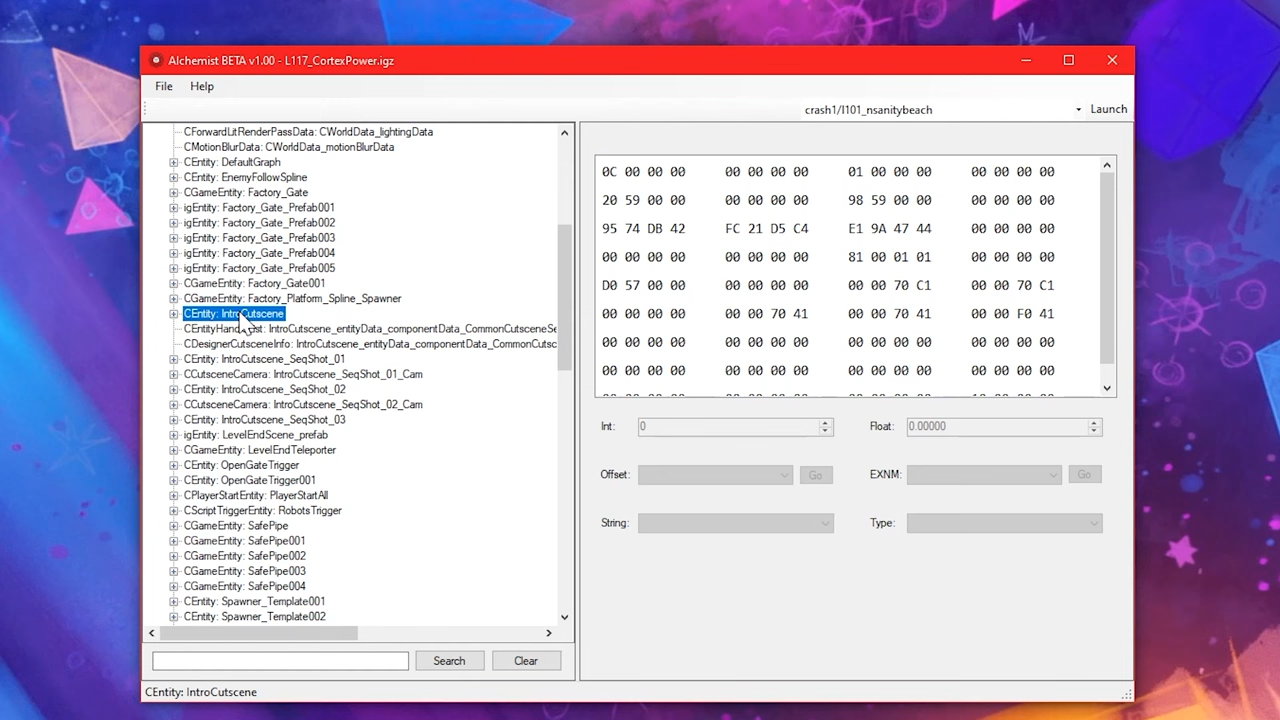 Alchemist BETA v1.00 - L117_CortexPower.igz
File Help
crash1/l101_nsanitybeach Launch
CForwardLitRenderPassData: CWorldData_lightingData
CMotionBlurData: CWorldData_motionBlurData
CEntity: DefaultGraph
CEntity: EnemyFollowSpline
CGameEntity: Factory_Gate
igEntity: Factory_Gate_Prefab001
igEntity: Factory_Gate_Prefab002
igEntity: Factory_Gate_Prefab003
igEntity: Factory_Gate_Prefab004
igEntity: Factory_Gate_Prefab005
CGameEntity: Factory_Gate001
CGameEntity: Factory_Platform_Spline_Spawner
CEntity: IntroCutscene
IntroCutscene_entityData_componentData_CommonCutsceneSe
CDesignerCutsceneInfo: IntroCutscene_entityData_componentData_CommonCutsc
CEntity: IntroCutscene_SeqShot_01
CCutsceneCamera: IntroCutscene_SeqShot_01_Cam
CEntity: IntroCutscene_SeqShot_02
CCutsceneCamera: IntroCutscene_SeqShot_02_Cam
CEntity: IntroCutscene_SeqShot_03
igEntity: LevelEndScene_prefab
CGameEntity: LevelEndTeleporter
CEntity: OpenGateTrigger
CEntity: OpenGateTrigger001
CPlayerStartEntity: PlayerStartAll
CScriptTriggerEntity: RobotsTrigger
CGameEntity: SafePipe
CGameEntity: SafePipe001
CGameEntity: SafePipe002
CGameEntity: SafePipe003
CGameEntity: SafePipe004
CEntity: Spawner_Template001
CEntity: Spawner_Template002
Search Clear
CEntity: IntroCutscene
0C 00 00 00 00 00 00 00 01 00 00 00 00 00 00 00
20 59 00 00 00 00 00 00 98 59 00 00 00 00 00 00
95 74 DB 42 FC 21 D5 C4 E1 9A 47 44 00 00 00 00
00 00 00 00 00 00 00 00 81 00 01 01 00 00 00 00
D0 57 00 00 00 00 00 00 00 00 70 C1 00 00 70 C1
00 00 00 00 00 00 70 41 00 00 70 41 00 00 F0 41
00 00 00 00 00 00 00 00 00 00 00 00 00 00 00 00
00 00 00 00 00 00 00 00 00 00 00 00 00 00 00 00
Int: 0 Float: 0.00000
Offset: Go EXNM: Go
String: Type: